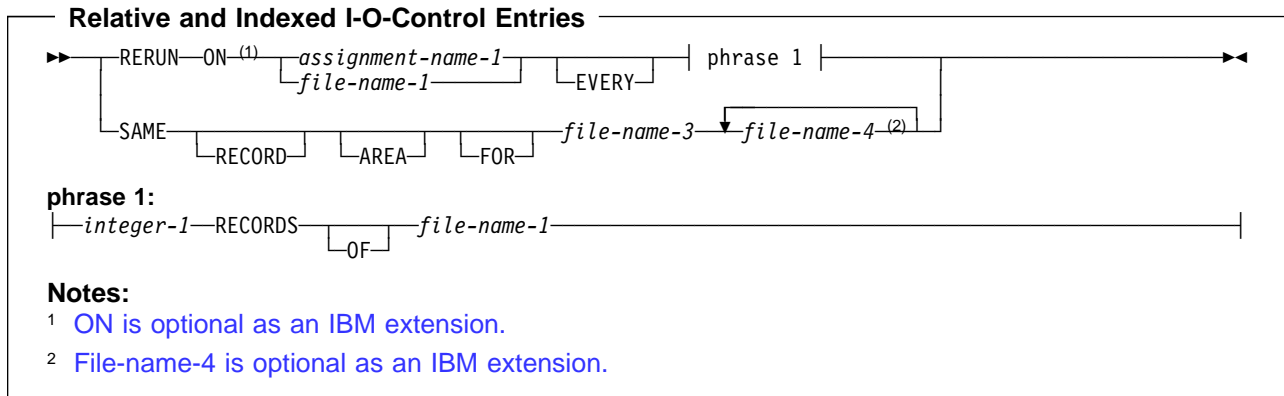 Relative and Indexed I-O-Control Entries
RERUN ON (1) assignment-name-1 phrase 1
file-name-1 EVERY
SAME file-name-3 file-name-4 (2)
RECORD AREA FOR
phrase 1:
integer-1 RECORDS file-name-1
OF
Notes:
1 ON is optional as an IBM extension.
2 File-name-4 is optional as an IBM extension.